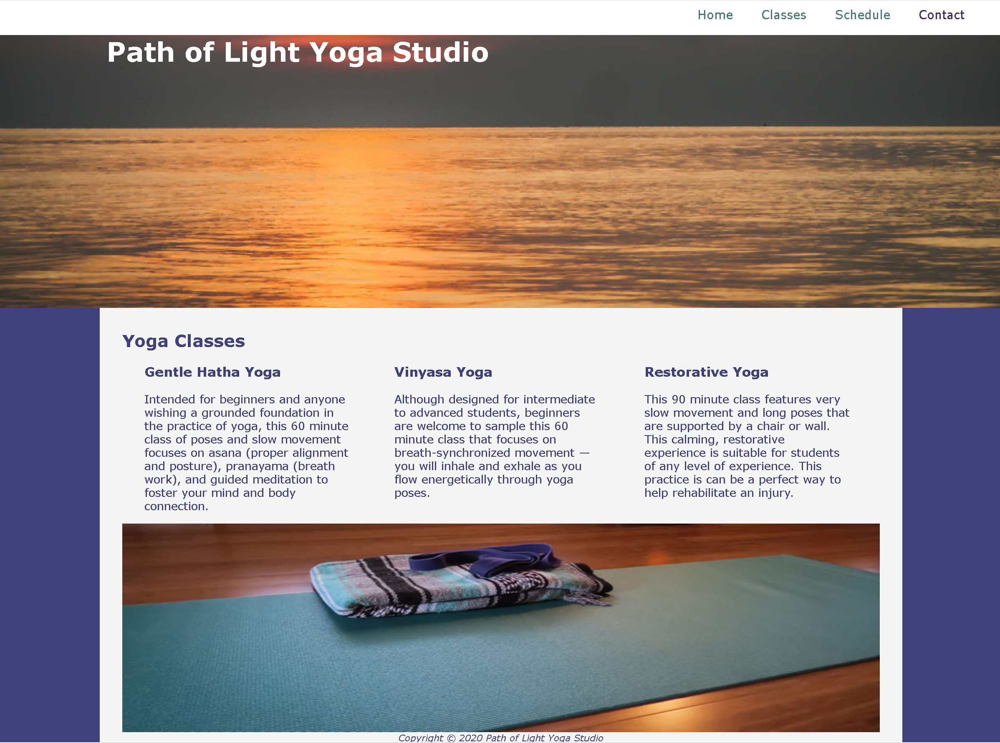 Home Classes Schedule Contact
Path of Light Yoga Studio
Yoga Classes
Gentle Hatha Yoga
Intended for beginners and anyone
wishing a grounded foundation in
the practice of yoga, this 60 minute
class of poses and slow movement
focuses on asana (proper alignment
and posture), pranayama (breath
work), and guided meditation to
foster your mind and body
connection.
Vinyasa Yoga
Although designed for intermediate
to advanced students, beginners
are welcome to sample this 60
minute class that focuses on
breath-synchronized movement —
you will inhale and exhale as you
flow energetically through yoga
poses.
Restorative Yoga
This 90 minute class features very
slow movement and long poses that
are supported by a chair or wall.
This calming, restorative
experience is suitable for students
of any level of experience. This
practice is can be a perfect way to
help rehabilitate an injury.
Copyright © 2020 Path of Light Yoga Studio